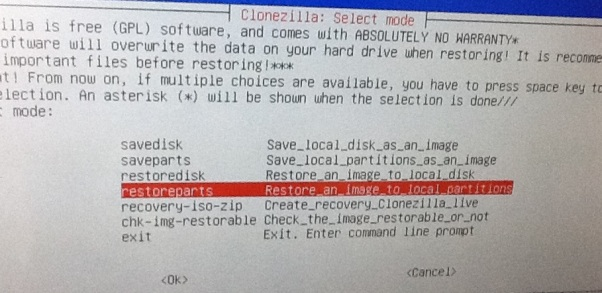 Clonezilla: Select mode
illa is free (GPL) software, and comes with ABSOLUTELY NO WARRANTY*
oftware will overwrite the data on your hard drive when restoring! It is recomme
important files before restoring!***
t! From now on, if multiple choices are available, you have to press space key to
election. An asterisk (*) will be shown when the selection is done///
mode:
savedisk Save_local_disk_as_an_image
saveparts Save_local_partitions_as_an_image
restoredisk Restore_an_image_to_local_disk
restoreparts Restore_an_image_to_local_partitions
recovery-iso-zip Create_recovery_Clonezilla_live
chk-img-restorable Check_the_image_restorable_or_not
exit Exit. Enter command line prompt
<Ok> <Cancel>